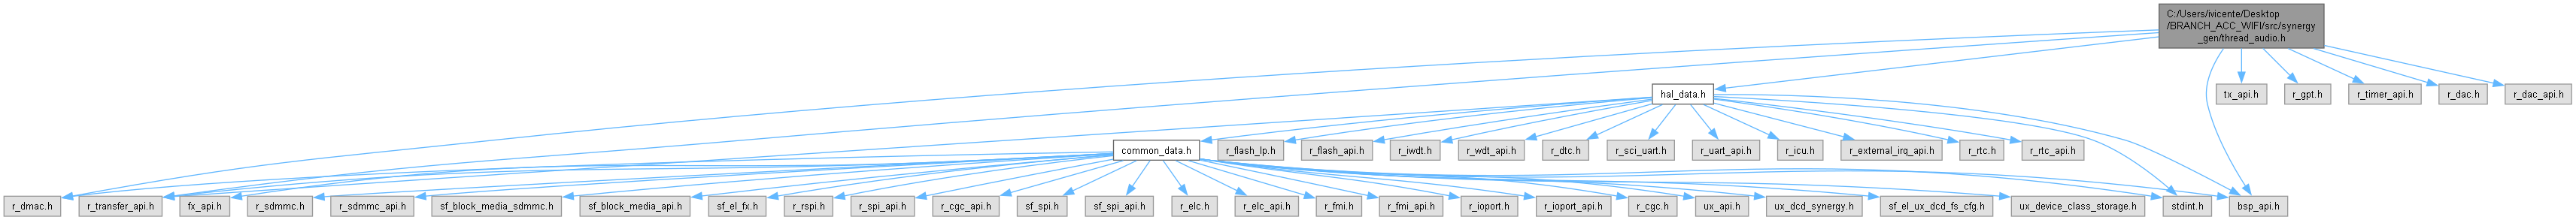 C:/Users/ivicente/Desktop
/BRANCH_ACC_WIFI/src/synergy
_gen/thread_audio.h
hal_data.h
tx_api.h
r_gpt.h
r_timer_api.h
r_dac.h
r_dac_api.h
common_data.h
r_flash_lp.h
r_flash_api.h
r_iwdt.h
r_wdt_api.h
r_dtc.h
r_sci_uart.h
r_uart_api.h
r_icu.h
r_external_irq_api.h
r_rtc.h
r_rtc_api.h
r_dmac.h
r_transfer_api.h
fx_api.h
r_sdmmc.h
r_sdmmc_api.h
sf_block_media_sdmmc.h
sf_block_media_api.h
sf_el_fx.h
r_rspi.h
r_spi_api.h
r_cgc_api.h
sf_spi.h
sf_spi_api.h
r_elc.h
r_elc_api.h
r_fmi.h
r_fmi_api.h
r_ioport.h
r_ioport_api.h
r_cgc.h
ux_api.h
ux_dcd_synergy.h
sf_el_ux_dcd_fs_cfg.h
ux_device_class_storage.h
stdint.h
bsp_api.h